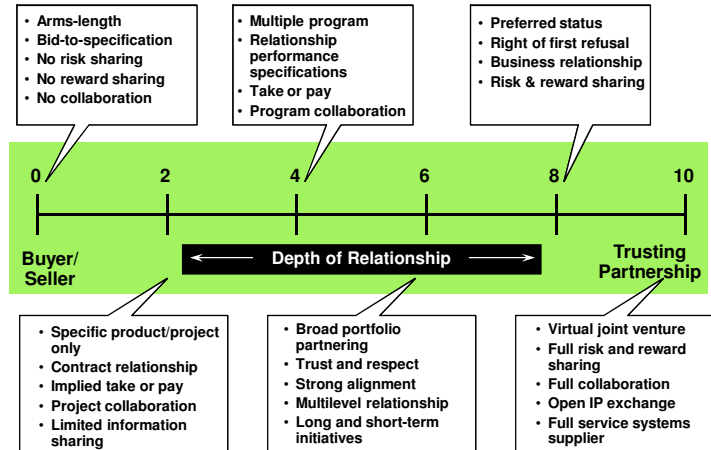 • Arms-length
• Bid-to-specification
• No risk sharing
• No reward sharing
• No collaboration
• Multiple program
• Relationship
performance
specifications
• Take or pay
• Program collaboration
• Preferred status
• Right of first refusal
• Business relationship
• Risk & reward sharing
0 2 4 6 8 10
Buyer/
Seller
Depth of Relationship
Trusting
Partnership
• Specific product/project
only
• Contract relationship
• Implied take or pay
• Project collaboration
• Limited information
sharing
• Broad portfolio
partnering
• Trust and respect
• Strong alignment
• Multilevel relationship
• Long and short-term
initiatives
• Virtual joint venture
• Full risk and reward
sharing
• Full collaboration
• Open IP exchange
• Full service systems
supplier